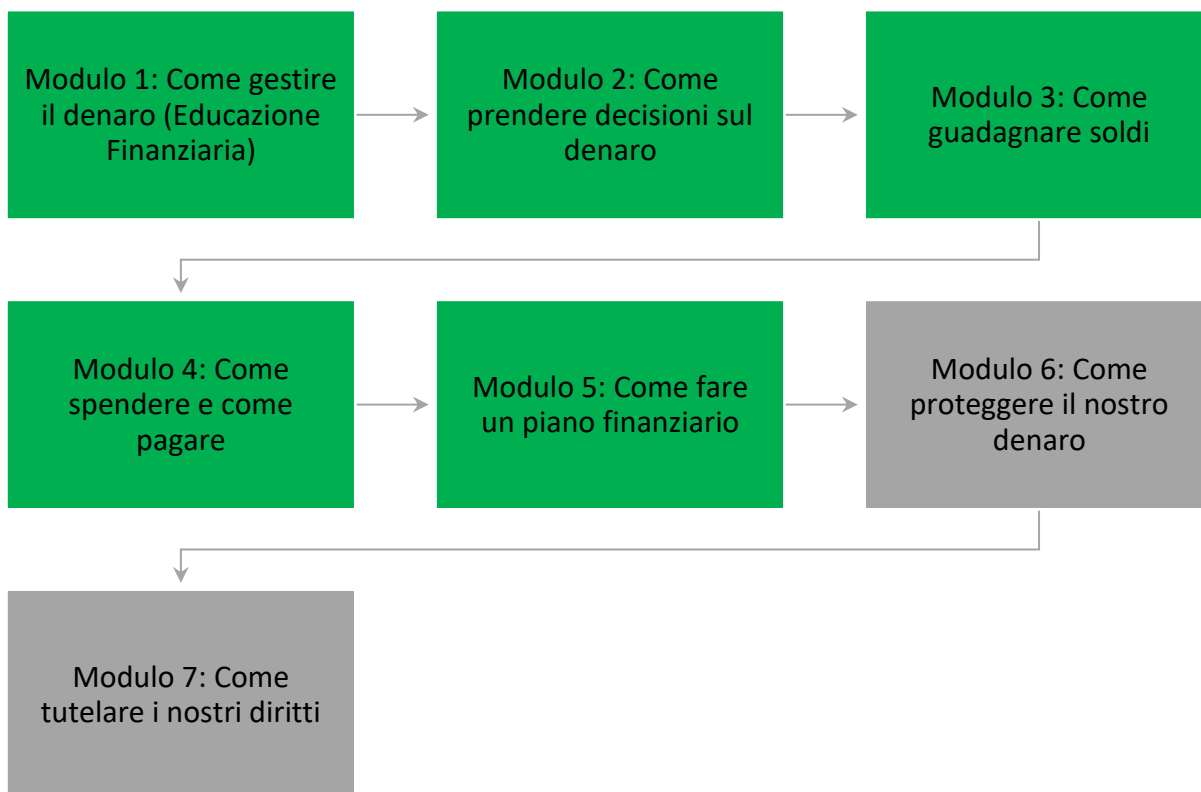 Modulo 1: Come gestire
il denaro (Educazione
Finanziaria)
Modulo 2: Come
prendere decisioni sul
denaro
Modulo 3: Come
guadagnare soldi
Modulo 4: Come
spendere e come
pagare
Modulo 5: Come fare
un piano finanziario
Modulo 6: Come
proteggere il nostro
denaro
Modulo 7: Come
tutelare i nostri diritti